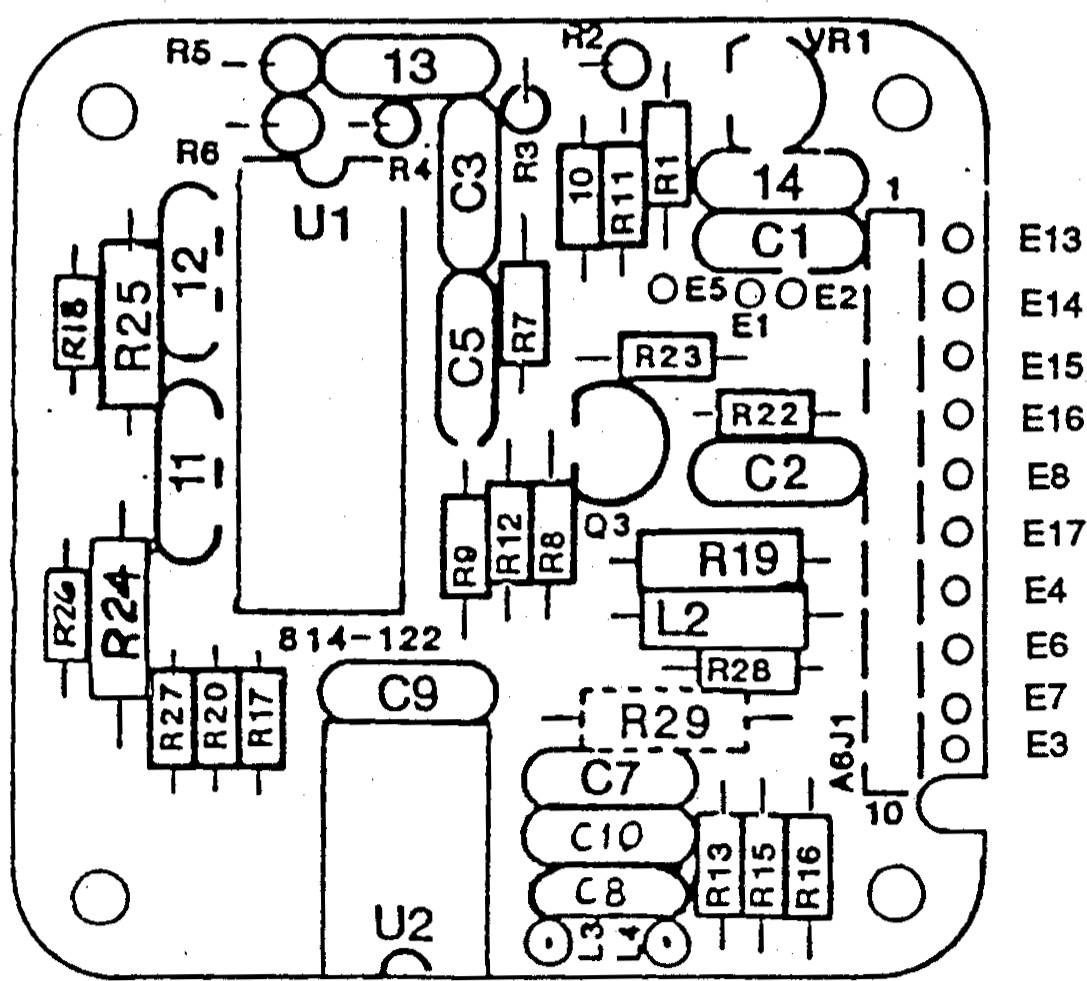 R5
13
R2
VR1
R6
R4
C3
R3
10
R11
R1
14
1
U1
C1
E13
12
E5
E1
E2
E14
R18
R25
C5
R7
R23
E15
R22
E16
11
C2
E8
Q3
R9
R12
R8
E17
R19
R26
R24
L2
E4
814-122
R28
E6
C9
R27
R20
R17
R29
E7
A6J1
E3
C7
10
C10
R13
R15
R16
C8
U2
L3
L4